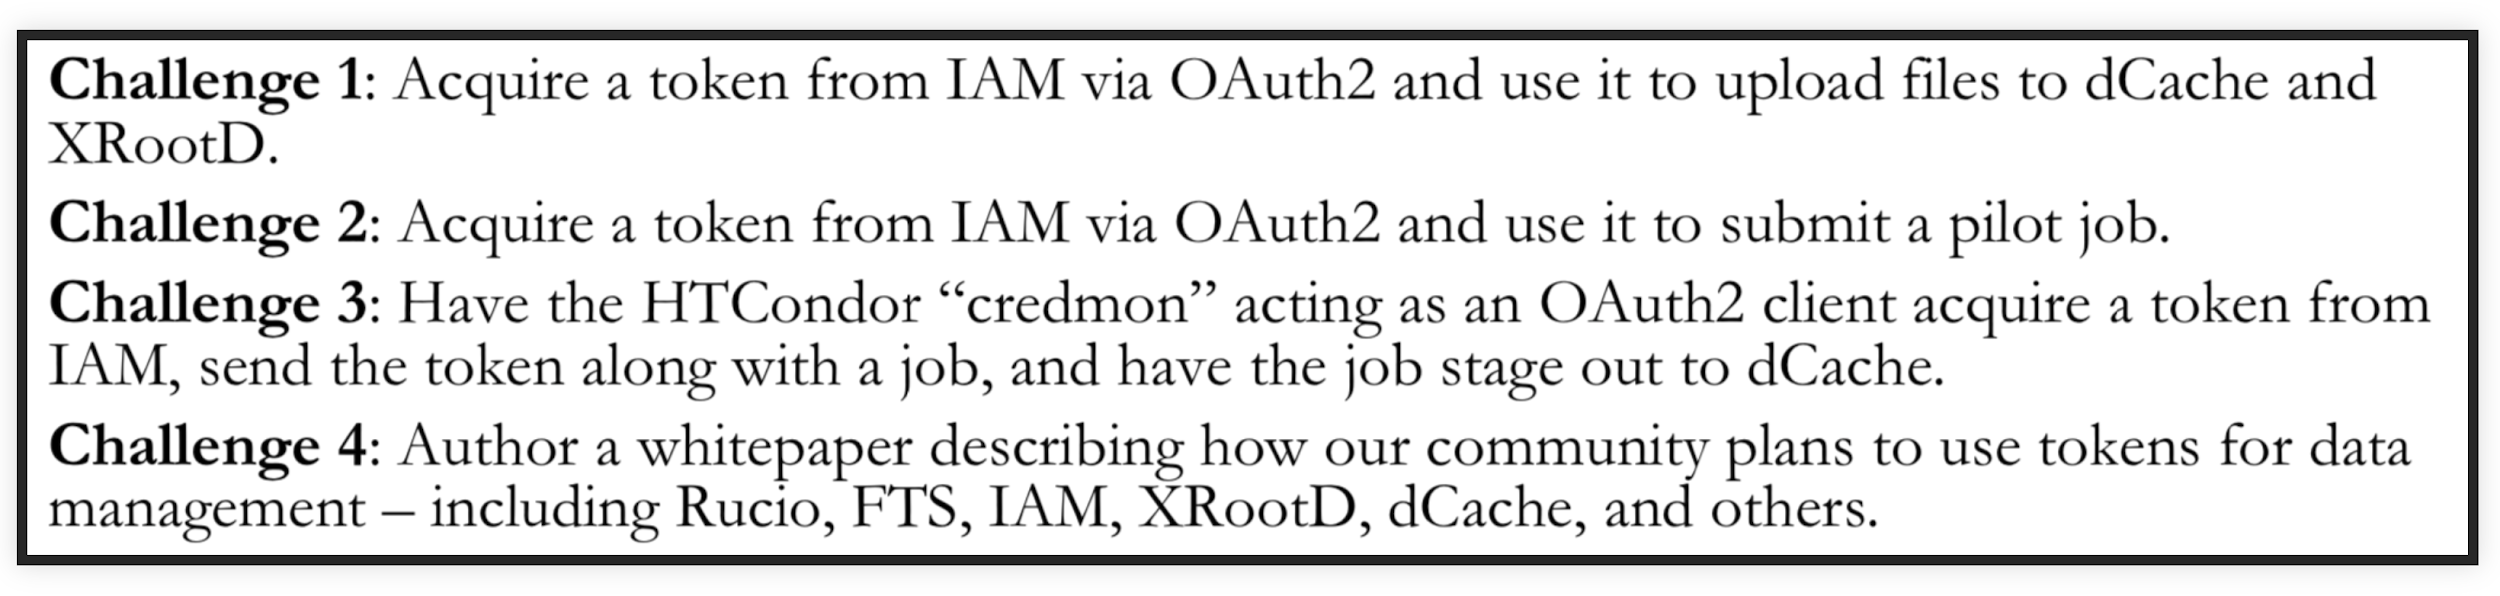 Challenge 1: Acquire a token from IAM via OAuth2 and use it to upload files to dCache and
XRootD.
Challenge 2: Acquire a token from IAM via OAuth2 and use it to submit a pilot job.
Challenge 3: Have the HTCondor “credmon” acting as an OAuth2 client acquire a token from
IAM, send the token along with a job, and have the job stage out to dCache.
Challenge 4: Author a whitepaper describing how our community plans to use tokens for data
management – including Rucio, FTS, IAM, XRootD, dCache, and others.